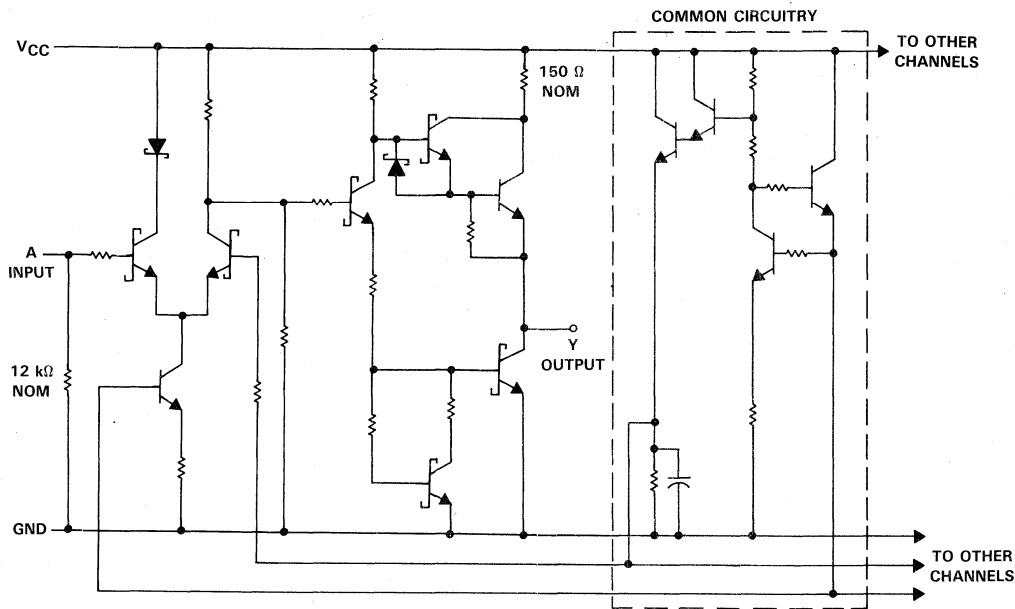 COMMON CIRCUITRY
VCC
TO OTHER
CHANNELS
150 Ω
NOM
A
INPUT
Y
OUTPUT
12 kΩ
NOM
GND
TO OTHER
CHANNELS